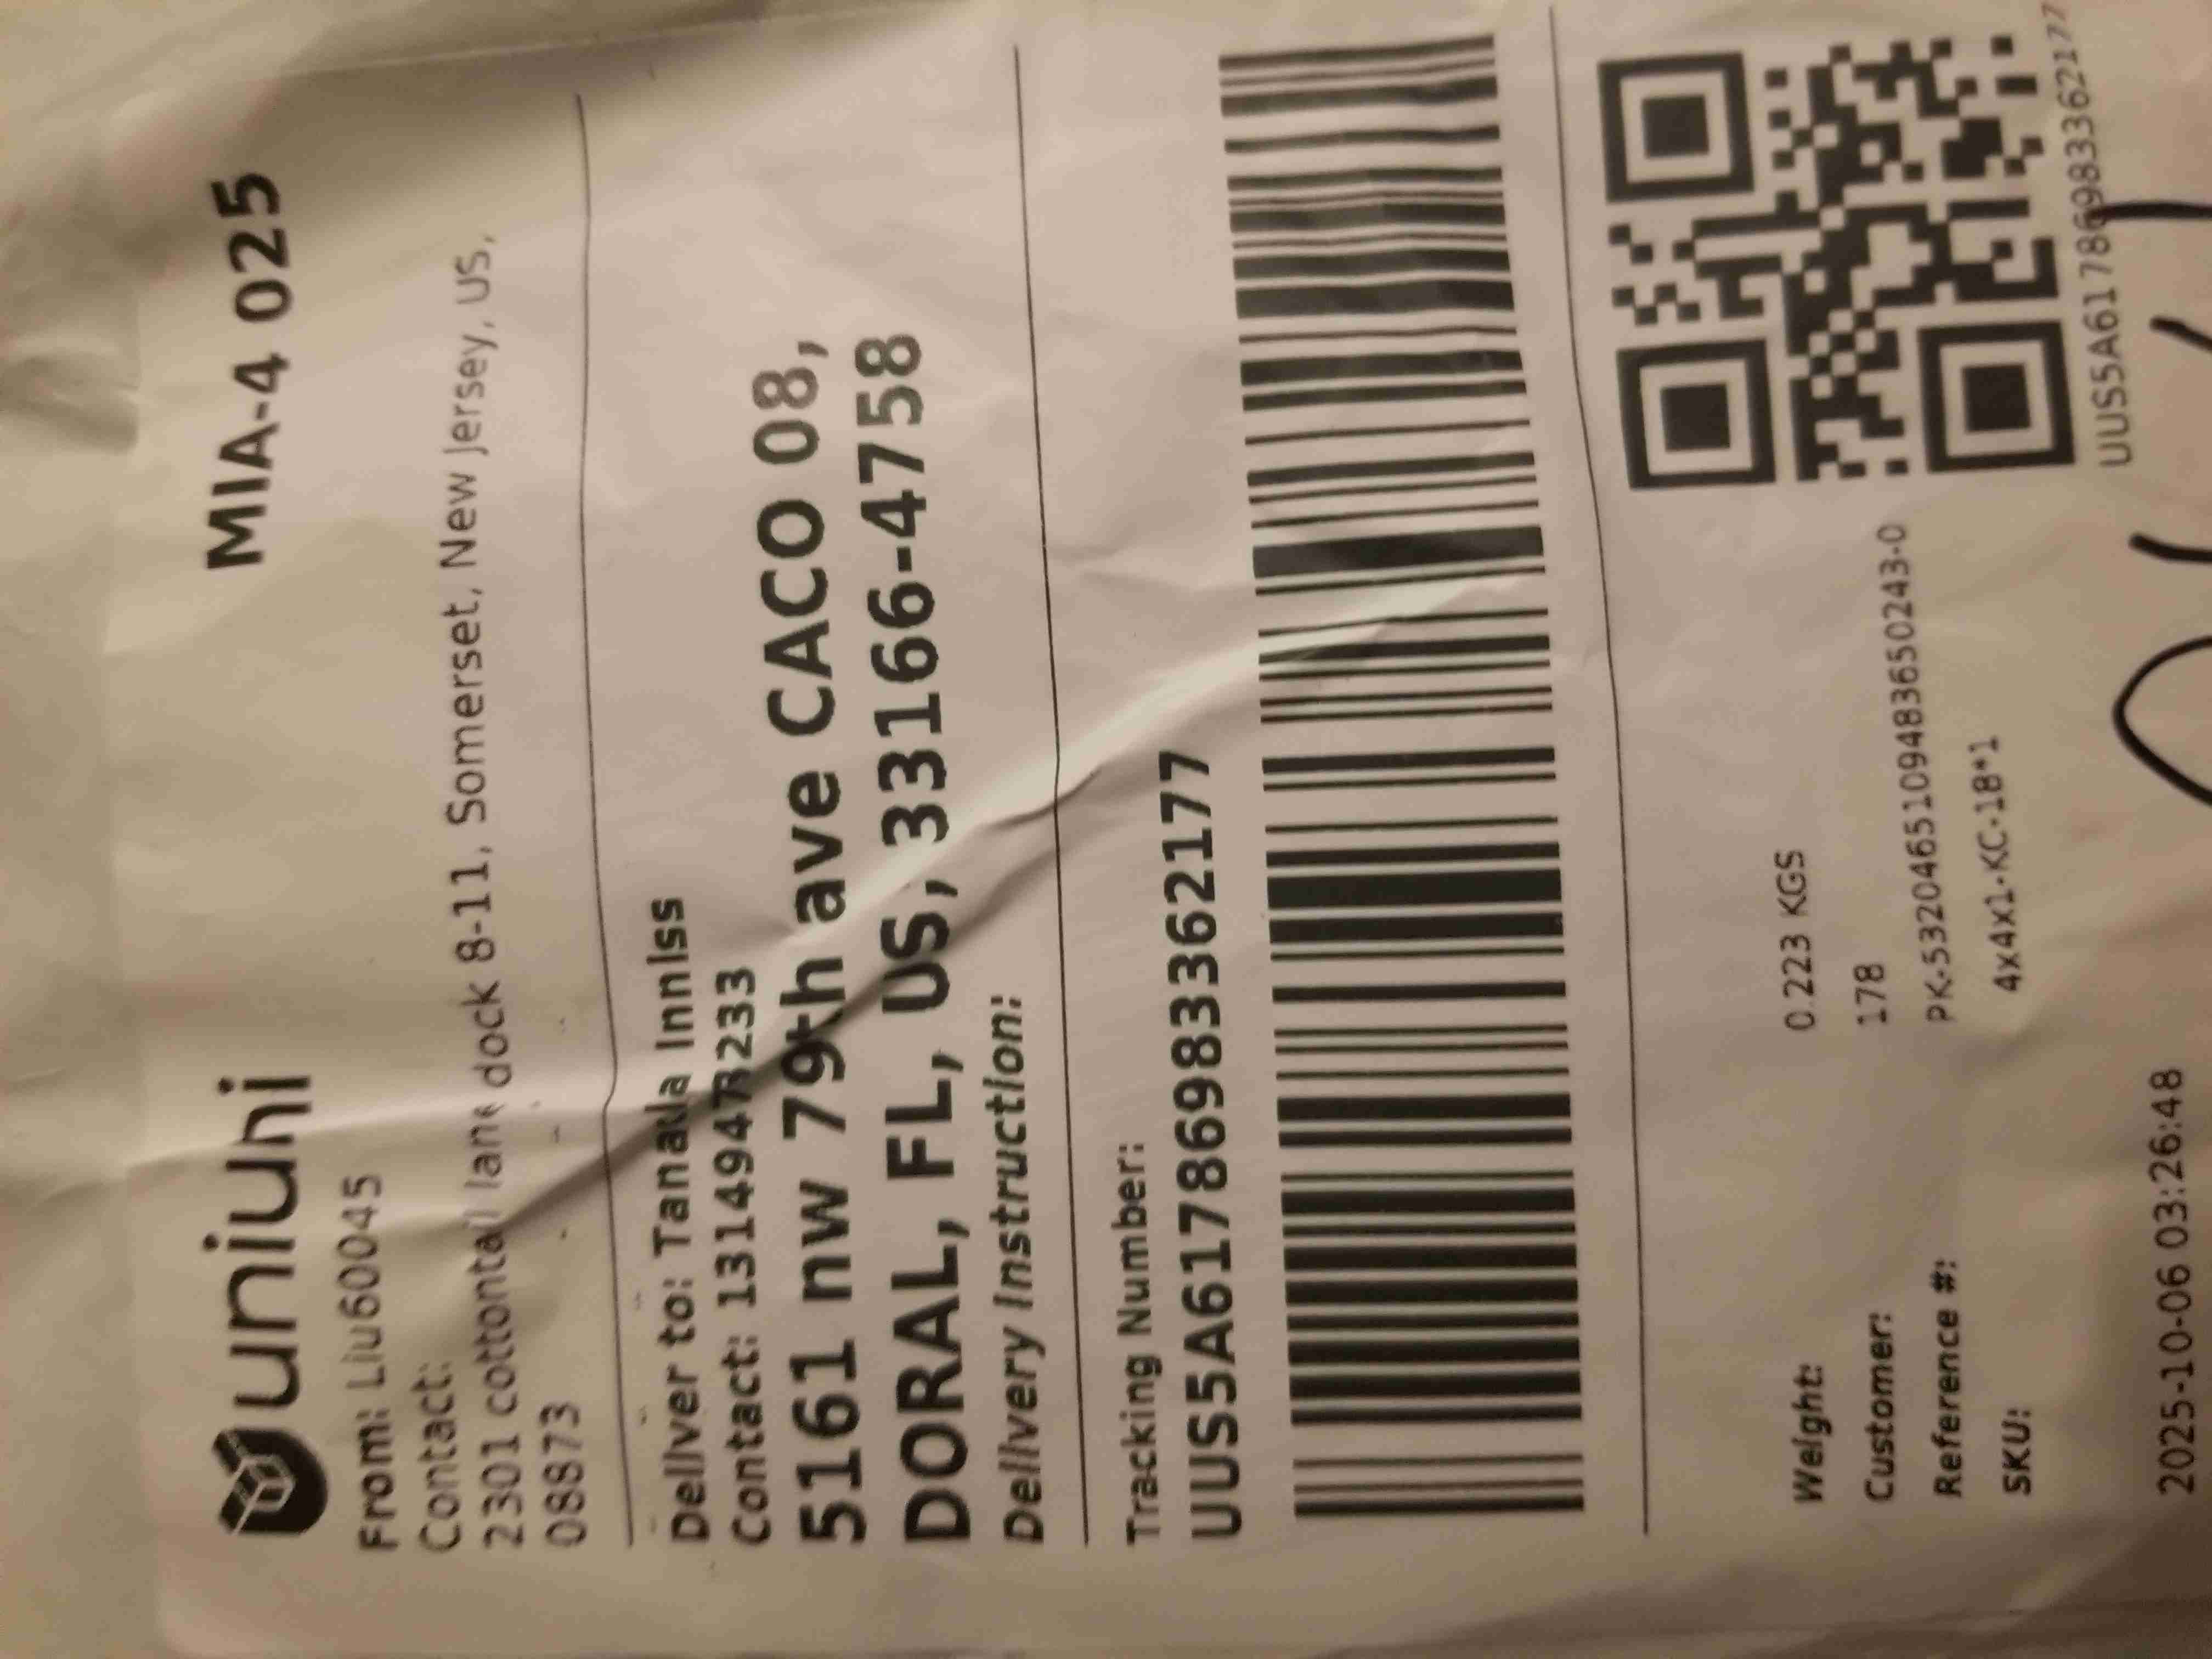 uniuni
MIA-4 025
From: Liu60045
Contact:
2301 cottontail lane dock 8-11, Somerset, New Jersey, US,
08873
Deliver to: Tanaila Inniss
Contact: 13149478233
5161 nw 79th ave CACO 08,
DORAL, FL, US, 33166-4758
Delivery Instruction:
Tracking Number:
UUS5A61786983362177
Weight: 0.223 KGS
Customer: 178
Reference #: PK-5320465109483650243-0
SKU: 4x4x1-KC-18*1
UUS5A61786983362177
2025-10-06 03:26:48